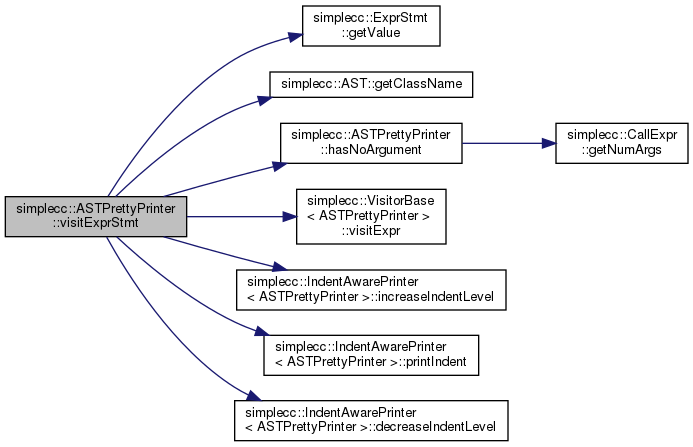 simplecc::ExprStmt
::getValue
simplecc::AST::getClassName
simplecc::ASTPrettyPrinter
::hasNoArgument
simplecc::CallExpr
::getNumArgs
simplecc::ASTPrettyPrinter
::visitExprStmt
simplecc::VisitorBase
< ASTPrettyPrinter >
::visitExpr
simplecc::IndentAwarePrinter
< ASTPrettyPrinter >::increaseIndentLevel
simplecc::IndentAwarePrinter
< ASTPrettyPrinter >::printIndent
simplecc::IndentAwarePrinter
< ASTPrettyPrinter >::decreaseIndentLevel